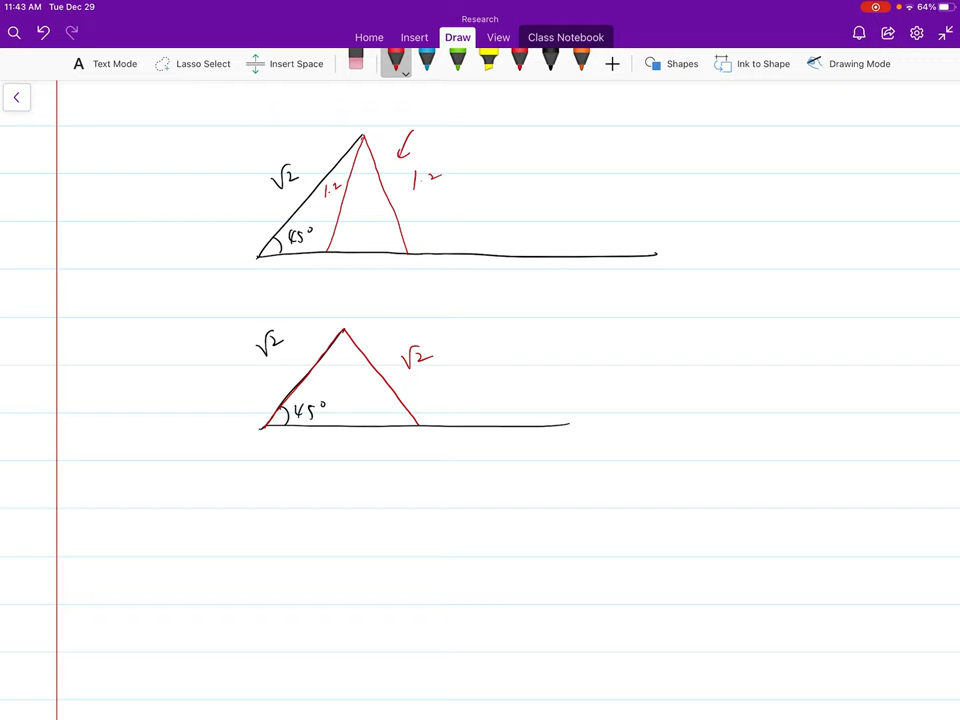 11:43 AM Tue Dec 29
64%
Research
Home Insert Draw View Class Notebook
A Text Mode Lasso Select Insert Space Shapes Ink to Shape Drawing Mode
√2
1.2
1.2
45°
√2
√2
45°